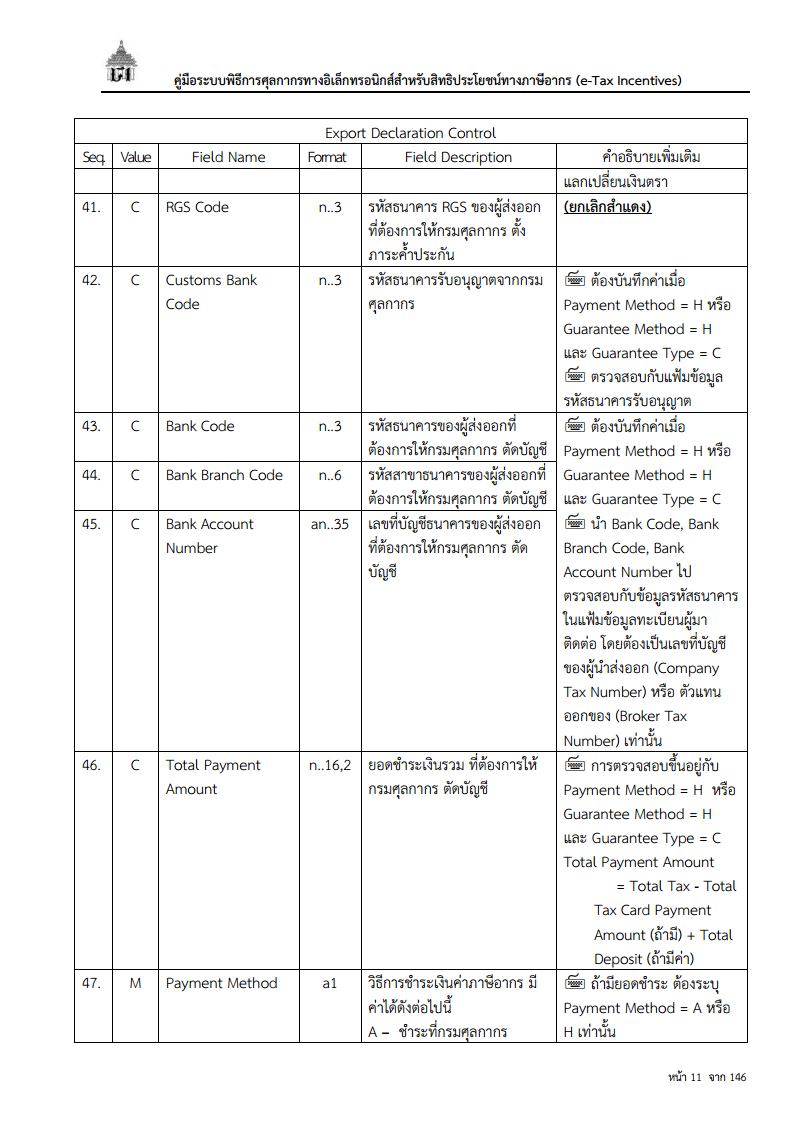 คู่มือระบบพิธีการศุลกากรทางอิเล็กทรอนิกส์สำหรับสิทธิประโยชน์ทางภาษีอากร (e-Tax Incentives)
Export Declaration Control
Seq. Value Field Name Format Field Description คำอธิบายเพิ่มเติม
แลกเปลี่ยนเงินตรา
41. C RGS Code n..3 รหัสธนาคาร RGS ของผู้ส่งออก (ยกเลิกสำแดง)
ที่ต้องการให้กรมศุลกากร ตั้ง
ภาระค้ำประกัน
42. C Customs Bank n..3 รหัสธนาคารรับอนุญาตจากกรม ต้องบันทึกค่าเมื่อ
Code ศุลกากร Payment Method = H หรือ
Guarantee Method = H
และ Guarantee Type = C
ตรวจสอบกับแฟ้มข้อมูล
รหัสธนาคารรับอนุญาต
43. C Bank Code n..3 รหัสธนาคารของผู้ส่งออกที่ ต้องบันทึกค่าเมื่อ
ต้องการให้กรมศุลกากร ตัดบัญชี Payment Method = H หรือ
44. C Bank Branch Code n..6 รหัสสาขาธนาคารของผู้ส่งออกที่ Guarantee Method = H
ต้องการให้กรมศุลกากร ตัดบัญชี และ Guarantee Type = C
45. C Bank Account an..35 เลขที่บัญชีธนาคารของผู้ส่งออก นำ Bank Code, Bank
Number ที่ต้องการให้กรมศุลกากร ตัด Branch Code, Bank
บัญชี Account Number ไป
ตรวจสอบกับข้อมูลรหัสธนาคาร
ในแฟ้มข้อมูลทะเบียนผู้มา
ติดต่อ โดยต้องเป็นเลขที่บัญชี
ของผู้นำส่งออก (Company
Tax Number) หรือ ตัวแทน
ออกของ (Broker Tax
Number) เท่านั้น
46. C Total Payment n..16,2 ยอดชำระเงินรวม ที่ต้องการให้ การตรวจสอบขึ้นอยู่กับ
Amount กรมศุลกากร ตัดบัญชี Payment Method = H หรือ
Guarantee Method = H
และ Guarantee Type = C
Total Payment Amount
= Total Tax - Total
Tax Card Payment
Amount (ถ้ามี) + Total
Deposit (ถ้ามีค่า)
47. M Payment Method a1 วิธีการชำระเงินค่าภาษีอากร มี ถ้ามียอดชำระ ต้องระบุ
ค่าได้ดังต่อไปนี้ Payment Method = A หรือ
A – ชำระที่กรมศุลกากร H เท่านั้น
หน้า 11 จาก 146